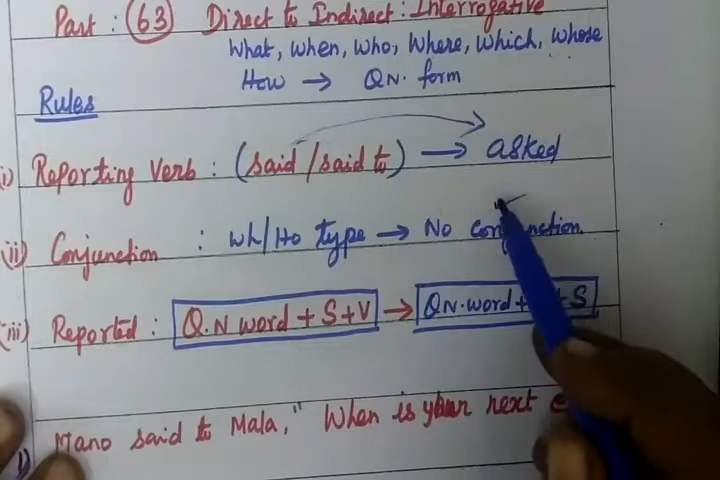 Part : 63 Direct to Indirect : Interrogative
What, when, who, Where, Which, Whose
How → QN. form
Rules
(i) Reporting Verb : (said /said to) → asked
(ii) Conjunction : Wh/Ho type → No conjunction
(iii) Reported : Q.N word + S + V → QN. word + + S
1) Mano said to Mala, " When is your next